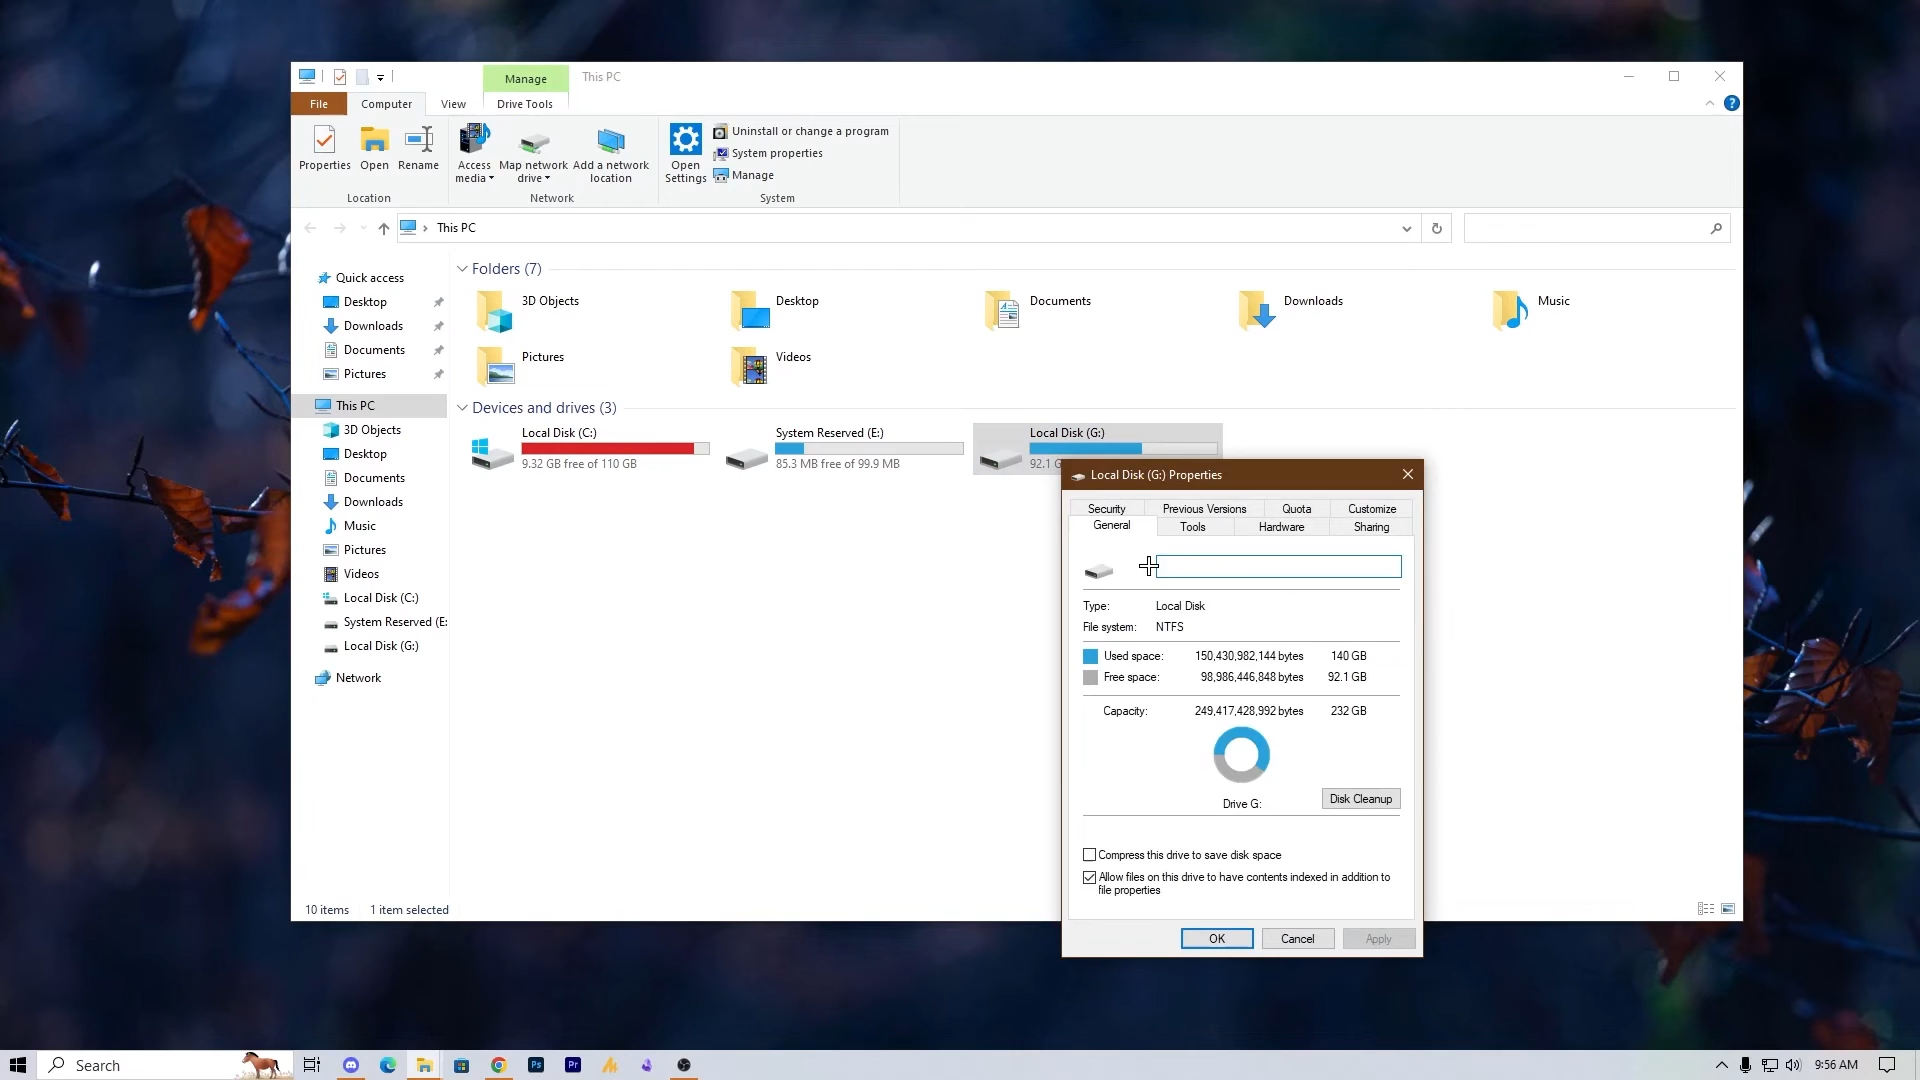 Manage
This PC
File
Computer
View
Drive Tools
Properties
Open
Rename
Access
media
Map network
drive
Add a network
location
Open
Settings
Uninstall or change a program
System properties
Manage
Location
Network
System
This PC
Quick access
Desktop
Downloads
Documents
Pictures
This PC
3D Objects
Desktop
Documents
Downloads
Music
Pictures
Videos
Local Disk (C:)
System Reserved (E:
Local Disk (G:)
Network
Folders (7)
3D Objects
Desktop
Documents
Downloads
Music
Pictures
Videos
Devices and drives (3)
Local Disk (C:)
9.32 GB free of 110 GB
System Reserved (E:)
85.3 MB free of 99.9 MB
Local Disk (G:)
92.1 G
Local Disk (G:) Properties
Security
Previous Versions
Quota
Customize
General
Tools
Hardware
Sharing
Type: Local Disk
File system: NTFS
Used space: 150,430,982,144 bytes 140 GB
Free space: 98,986,446,848 bytes 92.1 GB
Capacity: 249,417,428,992 bytes 232 GB
Drive G:
Disk Cleanup
Compress this drive to save disk space
Allow files on this drive to have contents indexed in addition to
file properties
OK
Cancel
Apply
10 items
1 item selected
Search
Ps
Pr
9:56 AM